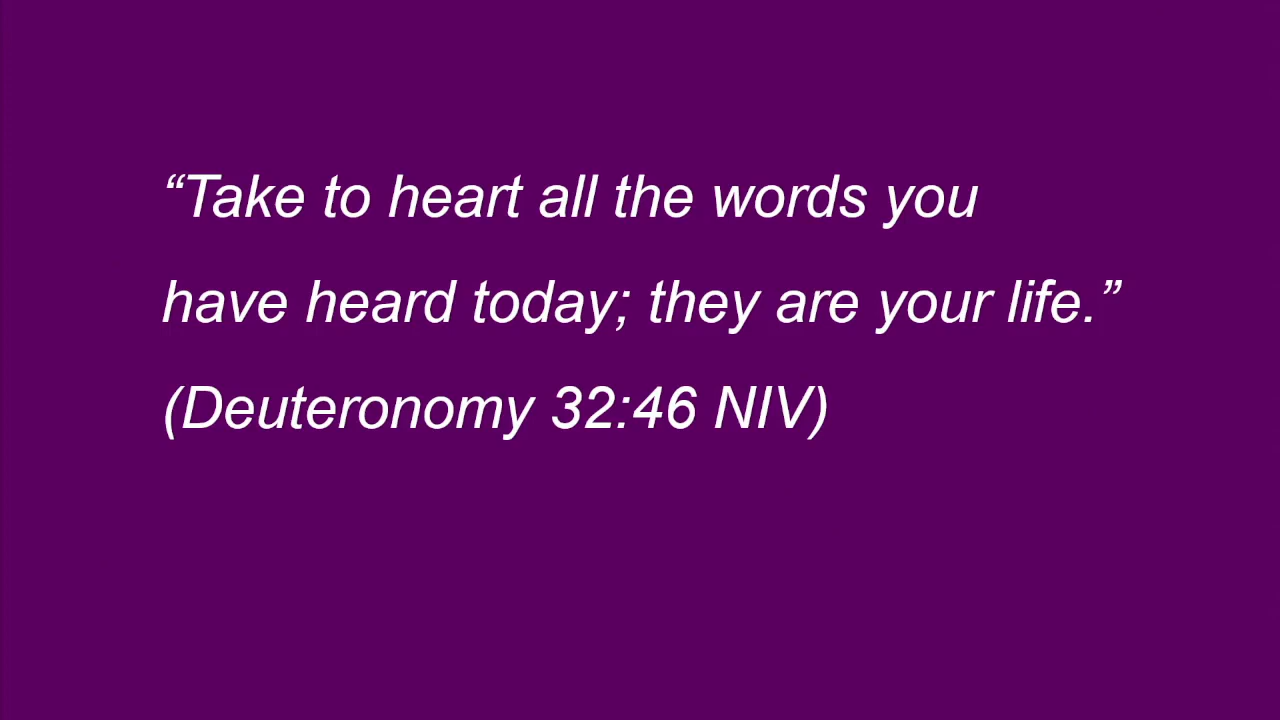 “Take to heart all the words you
have heard today; they are your life.”
(Deuteronomy 32:46 NIV)